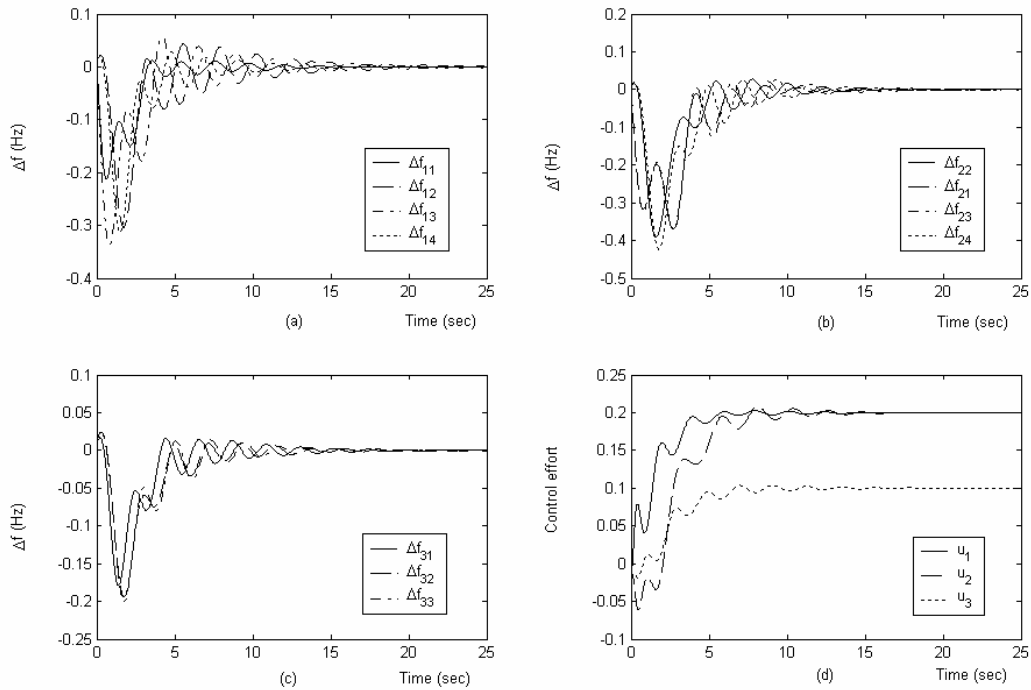 0.1
0
-0.1
-0.2
-0.3
-0.4
Δf (Hz)
Δf11
Δf12
Δf13
Δf14
0 5 10 15 20 25
(a) Time (sec)
0.2
0.1
0
-0.1
-0.2
-0.3
-0.4
-0.5
Δf (Hz)
Δf22
Δf21
Δf23
Δf24
0 5 10 15 20 25
(b) Time (sec)
0.1
0.05
0
-0.05
-0.1
-0.15
-0.2
-0.25
Δf (Hz)
Δf31
Δf32
Δf33
0 5 10 15 20 25
(c) Time (sec)
0.25
0.2
0.15
0.1
0.05
0
-0.05
-0.1
Control effort
u1
u2
u3
0 5 10 15 20 25
(d) Time (sec)